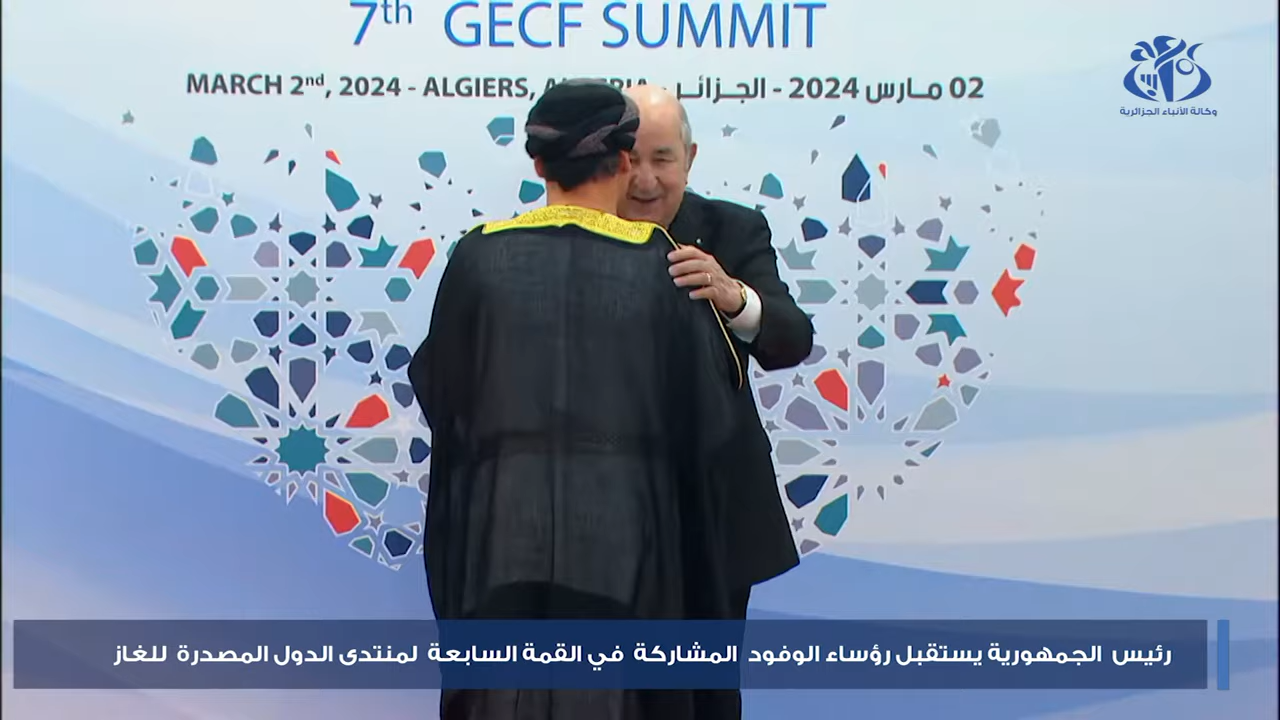 7th GECF SUMMIT
MARCH 2nd, 2024 - ALGIERS,
02 مارس 2024 - الجزائر -
وكالة الأنباء الجزائرية
رئيس الجمهورية يستقبل رؤساء الوفود المشاركة في القمة السابعة لمنتدى الدول المصدرة للغاز